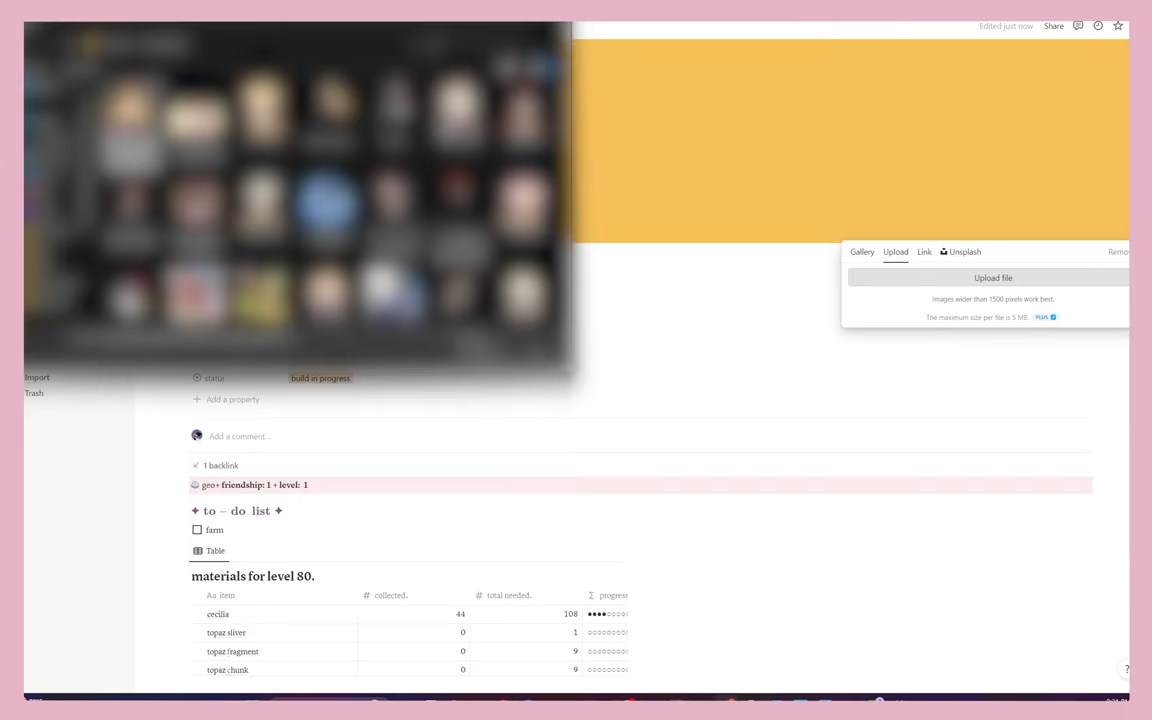 Edited just now Share
Gallery Upload Link Unsplash Remov
Upload file
Images wider than 1500 pixels work best.
The maximum size per file is 5 MB. PLUS
Import
Trash
status build in progress
Add a property
Add a comment...
1 backlink
geo+ friendship: 1 + level: 1
✦ to — do list ✦
farm
Table
materials for level 80.
Aa item # collected. # total needed. Σ progress
cecilia 44 108 ●●●●○○○○
topaz sliver 0 1 ○○○○○○○○
topaz fragment 0 9 ○○○○○○○○
topaz chunk 0 9 ○○○○○○○○
?